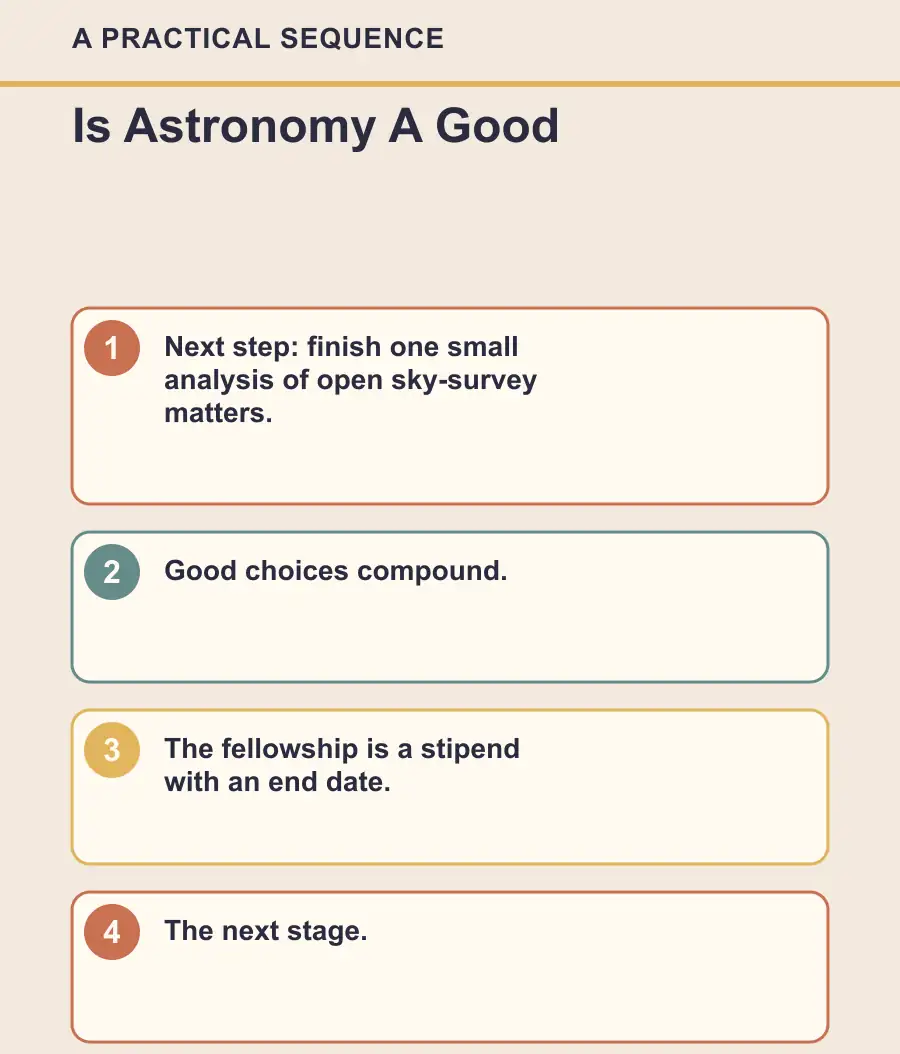 A PRACTICAL SEQUENCE
Is Astronomy A Good
1
Next step: finish one small
analysis of open sky-survey
matters.
2
Good choices compound.
3
The fellowship is a stipend
with an end date.
4
The next stage.